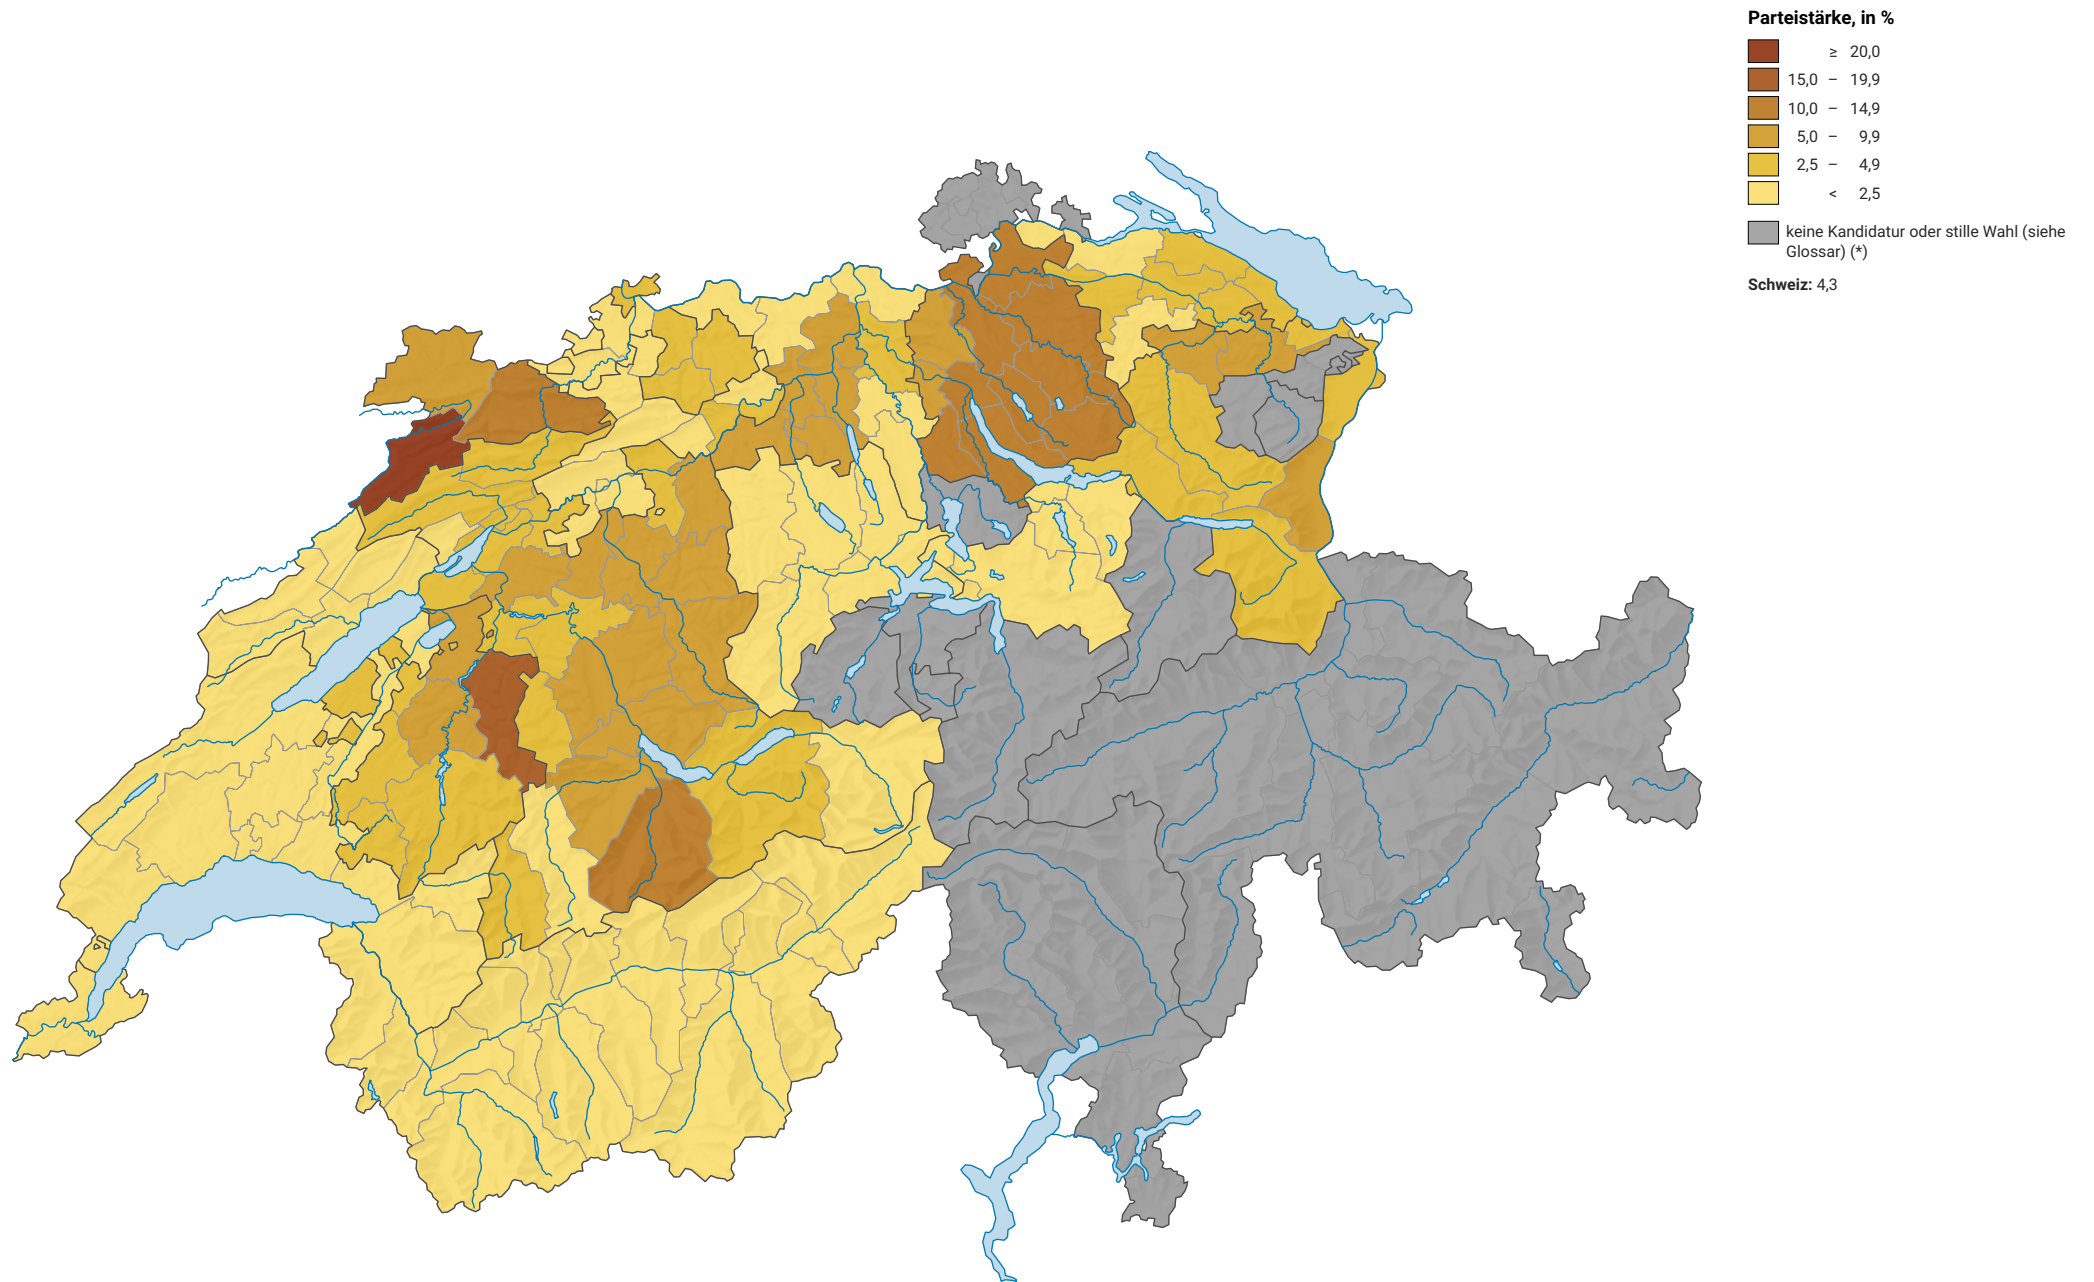 Parteistärke, in %
≥ 20,0
15,0 – 19,9
10,0 – 14,9
5,0 – 9,9
2,5 – 4,9
< 2,5
keine Kandidatur oder stille Wahl (siehe
Glossar) (*)
Schweiz: 4,3